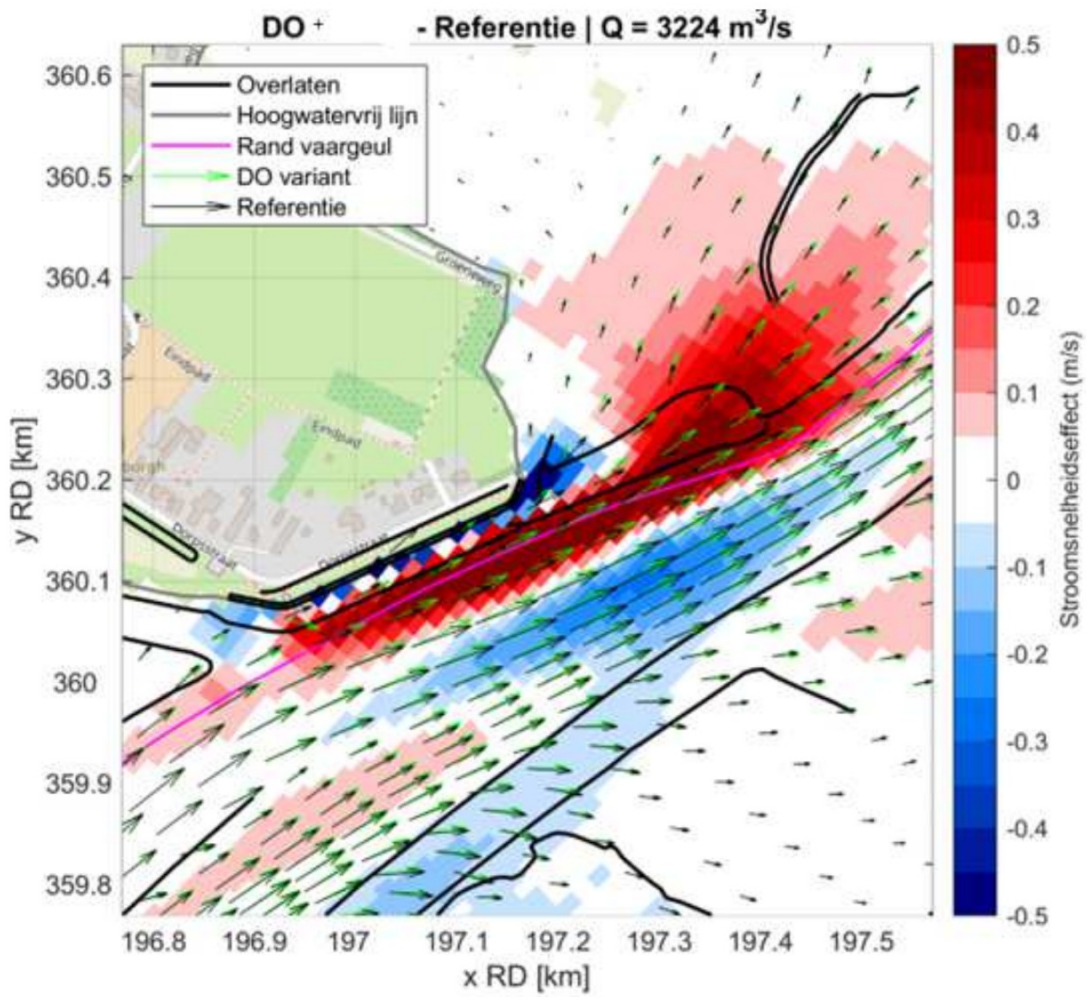 DO + - Referentie | Q = 3224 m³/s
Overlaten
Hoogwatervrij lijn
Rand vaargeul
DO variant
Referentie
360.6
360.5
360.4
360.3
360.2
360.1
360
359.9
359.8
y RD [km]
Groeneweg
Eindpad
Eindpad
borgh
Dorpsstraat
196.8 196.9 197 197.1 197.2 197.3 197.4 197.5
x RD [km]
0.5
0.4
0.3
0.2
0.1
0
-0.1
-0.2
-0.3
-0.4
-0.5
Stroomsnelheidseffect (m/s)